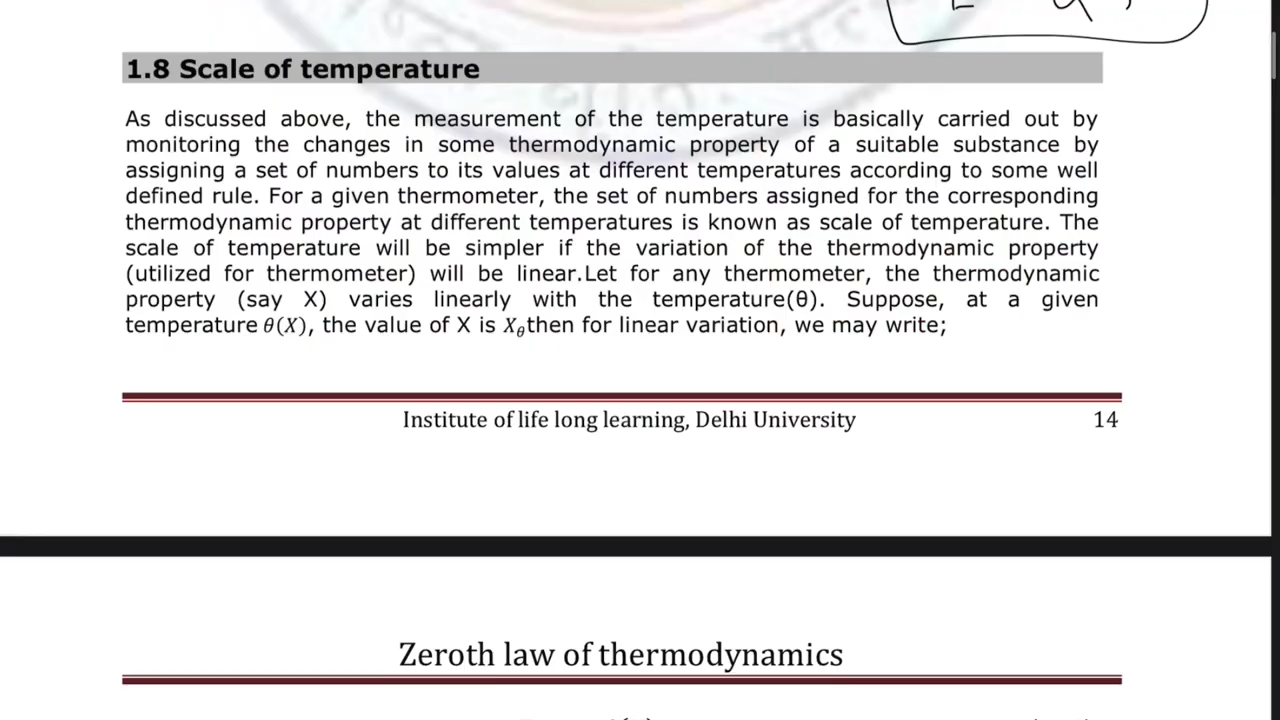 1.8 Scale of temperature
As discussed above, the measurement of the temperature is basically carried out by
monitoring the changes in some thermodynamic property of a suitable substance by
assigning a set of numbers to its values at different temperatures according to some well
defined rule. For a given thermometer, the set of numbers assigned for the corresponding
thermodynamic property at different temperatures is known as scale of temperature. The
scale of temperature will be simpler if the variation of the thermodynamic property
(utilized for thermometer) will be linear.Let for any thermometer, the thermodynamic
property (say X) varies linearly with the temperature(θ). Suppose, at a given
temperature θ(X), the value of X is X_θ then for linear variation, we may write;
Institute of life long learning, Delhi University 14
Zeroth law of thermodynamics